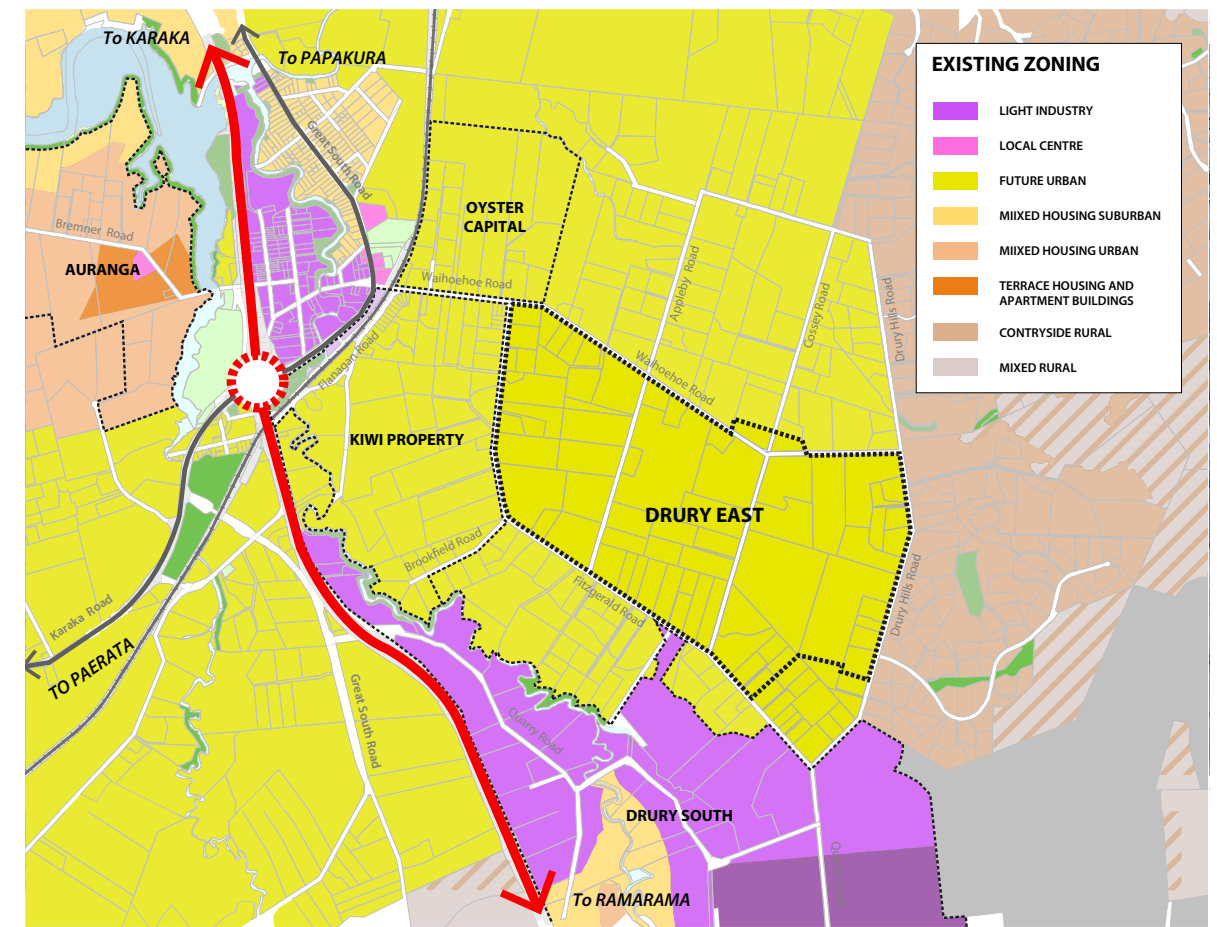 To KARAKA
To PAPAKURA
EXISTING ZONING
LIGHT INDUSTRY
LOCAL CENTRE
FUTURE URBAN
MIIXED HOUSING SUBURBAN
MIIXED HOUSING URBAN
TERRACE HOUSING AND
APARTMENT BUILDINGS
CONTRYSIDE RURAL
MIXED RURAL
Great South Road
OYSTER
CAPITAL
Bremner Road
AURANGA
Waihoehoe Road
Appleby Road
Cossey Road
Drury Hills Road
Flanagan Road
Waihoehoe Road
KIWI PROPERTY
DRURY EAST
Brookfield Road
Fitzgerald Road
Drury Hills Road
Karaka Road
TO PAERATA
Great South Road
Quarry Road
DRURY SOUTH
To RAMARAMA